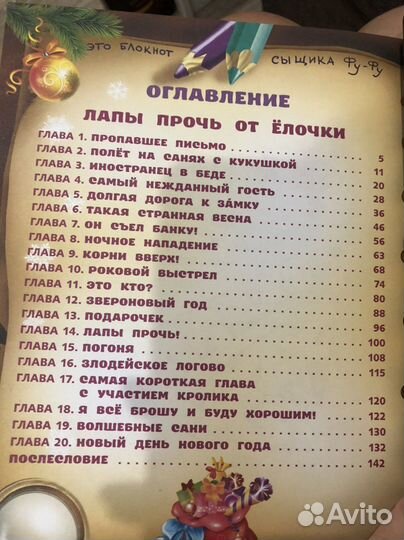 ЭТО БЛОКНОТ СЫЩИКА ФУ-ФУ
ОГЛАВЛЕНИЕ
ЛАПЫ ПРОЧЬ ОТ ЁЛОЧКИ
ГЛАВА 1. ПРОПАВШЕЕ ПИСЬМО 5
ГЛАВА 2. ПОЛЁТ НА САНЯХ С КУКУШКОЙ 11
ГЛАВА 3. ИНОСТРАНЕЦ В БЕДЕ 20
ГЛАВА 4. САМЫЙ НЕЖДАННЫЙ ГОСТЬ 28
ГЛАВА 5. ДОЛГАЯ ДОРОГА К ЗА́МКУ 36
ГЛАВА 6. ТАКАЯ СТРАННАЯ ВЕСНА 46
ГЛАВА 7. ОН СЪЕЛ БАНКУ! 56
ГЛАВА 8. НОЧНОЕ НАПАДЕНИЕ 63
ГЛАВА 9. КОРНИ ВВЕРХ! 68
ГЛАВА 10. РОКОВОЙ ВЫСТРЕЛ 74
ГЛАВА 11. ЭТО КТО? 80
ГЛАВА 12. ЗВЕРОНОВЫЙ ГОД 88
ГЛАВА 13. ПОДАРОЧЕК 96
ГЛАВА 14. ЛАПЫ ПРОЧЬ! 100
ГЛАВА 15. ПОГОНЯ 108
ГЛАВА 16. ЗЛОДЕЙСКОЕ ЛОГОВО 115
ГЛАВА 17. САМАЯ КОРОТКАЯ ГЛАВА
С УЧАСТИЕМ КРОЛИКА 120
ГЛАВА 18. Я ВСЁ БРОШУ И БУДУ ХОРОШИМ! 122
ГЛАВА 19. ВОЛШЕБНЫЕ САНИ 130
ГЛАВА 20. НОВЫЙ ДЕНЬ НОВОГО ГОДА 132
ПОСЛЕСЛОВИЕ 142
Avito